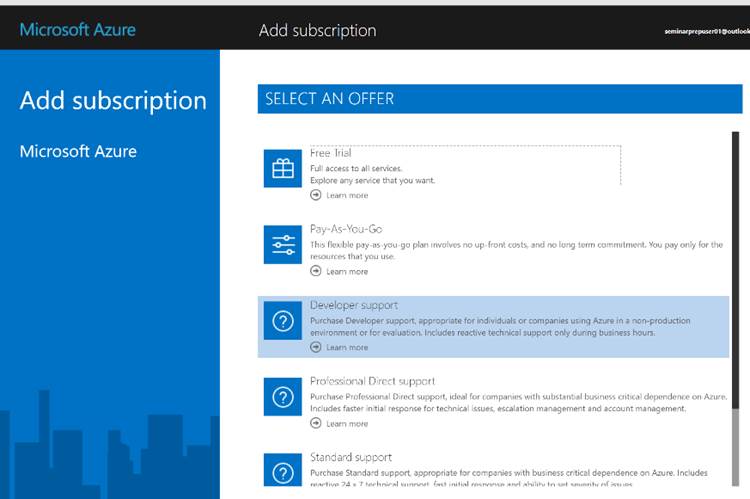 Microsoft Azure
Add subscription
seminarprepuser01@outlook
Add subscription
Microsoft Azure
SELECT AN OFFER
Free Trial
Full access to all services.
Explore any service that you want.
Learn more
Pay-As-You-Go
This flexible pay-as-you-go plan involves no up-front costs, and no long term commitment. You pay only for the
resources that you use.
Learn more
Developer support
Purchase Developer support, appropriate for individuals or companies using Azure in a non-production
environment or for evaluation. Includes reactive technical support only during business hours.
Learn more
Professional Direct support
Purchase Professional Direct support, ideal for companies with substantial business critical dependence on Azure.
Includes faster initial response for technical issues, escalation management and account management.
Learn more
Standard support
Purchase Standard support, appropriate for companies with business critical dependence on Azure. Includes
reactive 24 x 7 technical support, fast initial response and ability to set severity of issues.